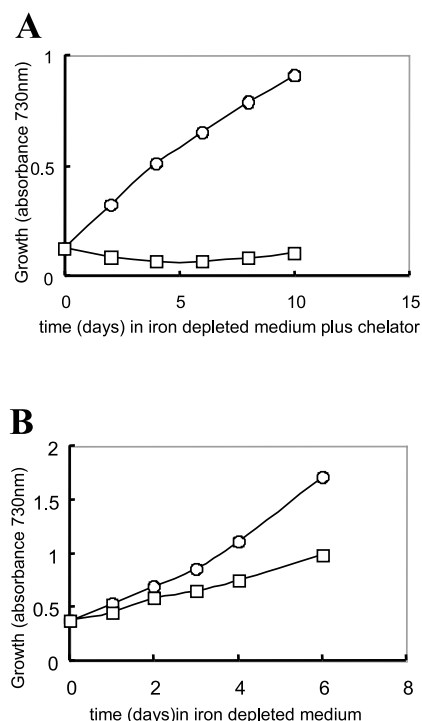 A
Growth (absorbance 730nm)
1
0.5
0
0 5 10 15
time (days) in iron depleted medium plus chelator
B
Growth (absorbance 730nm)
2
1.5
1
0.5
0
0 2 4 6 8
time (days)in iron depleted medium